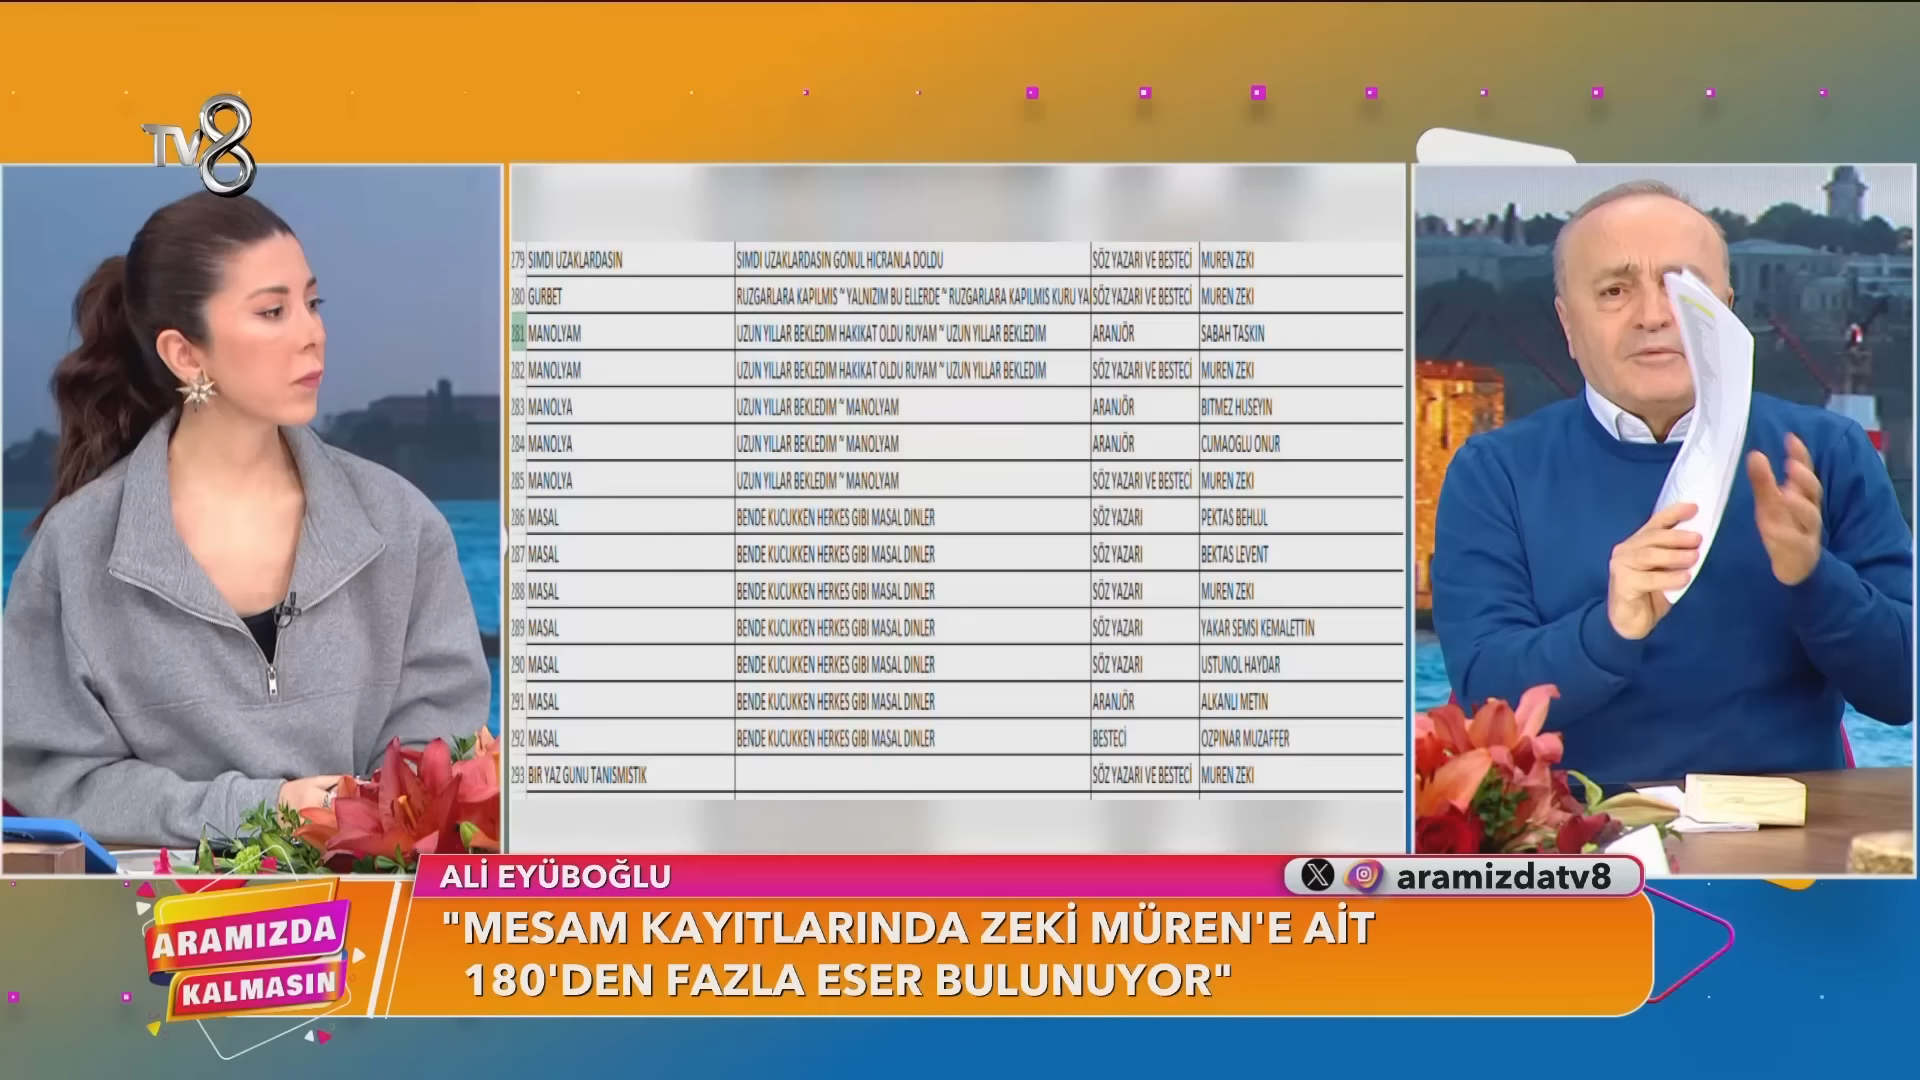 TV8
279 SIMDI UZAKLARDASIN SIMDI UZAKLARDASIN GONUL HICRANLA DOLDU SÖZ YAZARI VE BESTECİ MUREN ZEKI
280 GURBET RUZGARLARA KAPILMIS ~ YALNIZIM BU ELLERDE ~ RUZGARLARA KAPILMIS KURU YA SÖZ YAZARI VE BESTECİ MUREN ZEKI
281 MANOLYAM UZUN YILLAR BEKLEDIM HAKIKAT OLDU RUYAM ~ UZUN YILLAR BEKLEDIM ARANJÖR SABAH TASKIN
282 MANOLYAM UZUN YILLAR BEKLEDIM HAKIKAT OLDU RUYAM ~ UZUN YILLAR BEKLEDIM SÖZ YAZARI VE BESTECİ MUREN ZEKI
283 MANOLYA UZUN YILLAR BEKLEDIM ~ MANOLYAM ARANJÖR BITMEZ HUSEYIN
284 MANOLYA UZUN YILLAR BEKLEDIM ~ MANOLYAM ARANJÖR CUMAOGLU ONUR
285 MANOLYA UZUN YILLAR BEKLEDIM ~ MANOLYAM SÖZ YAZARI VE BESTECİ MUREN ZEKI
286 MASAL BENDE KUCUKKEN HERKES GIBI MASAL DINLER SÖZ YAZARI PEKTAS BEHLUL
287 MASAL BENDE KUCUKKEN HERKES GIBI MASAL DINLER SÖZ YAZARI BEKTAS LEVENT
288 MASAL BENDE KUCUKKEN HERKES GIBI MASAL DINLER SÖZ YAZARI MUREN ZEKI
289 MASAL BENDE KUCUKKEN HERKES GIBI MASAL DINLER SÖZ YAZARI YAKAR SEMSI KEMALETTIN
290 MASAL BENDE KUCUKKEN HERKES GIBI MASAL DINLER SÖZ YAZARI USTUNOL HAYDAR
291 MASAL BENDE KUCUKKEN HERKES GIBI MASAL DINLER ARANJÖR ALKANLI METIN
292 MASAL BENDE KUCUKKEN HERKES GIBI MASAL DINLER BESTECİ OZPINAR MUZAFFER
293 BIR YAZ GUNU TANISMISTIK SÖZ YAZARI VE BESTECİ MUREN ZEKI
ALİ EYÜBOĞLU
aramizdatv8
"MESAM KAYITLARINDA ZEKİ MÜREN'E AİT
180'DEN FAZLA ESER BULUNUYOR"
ARAMIZDA
KALMASIN